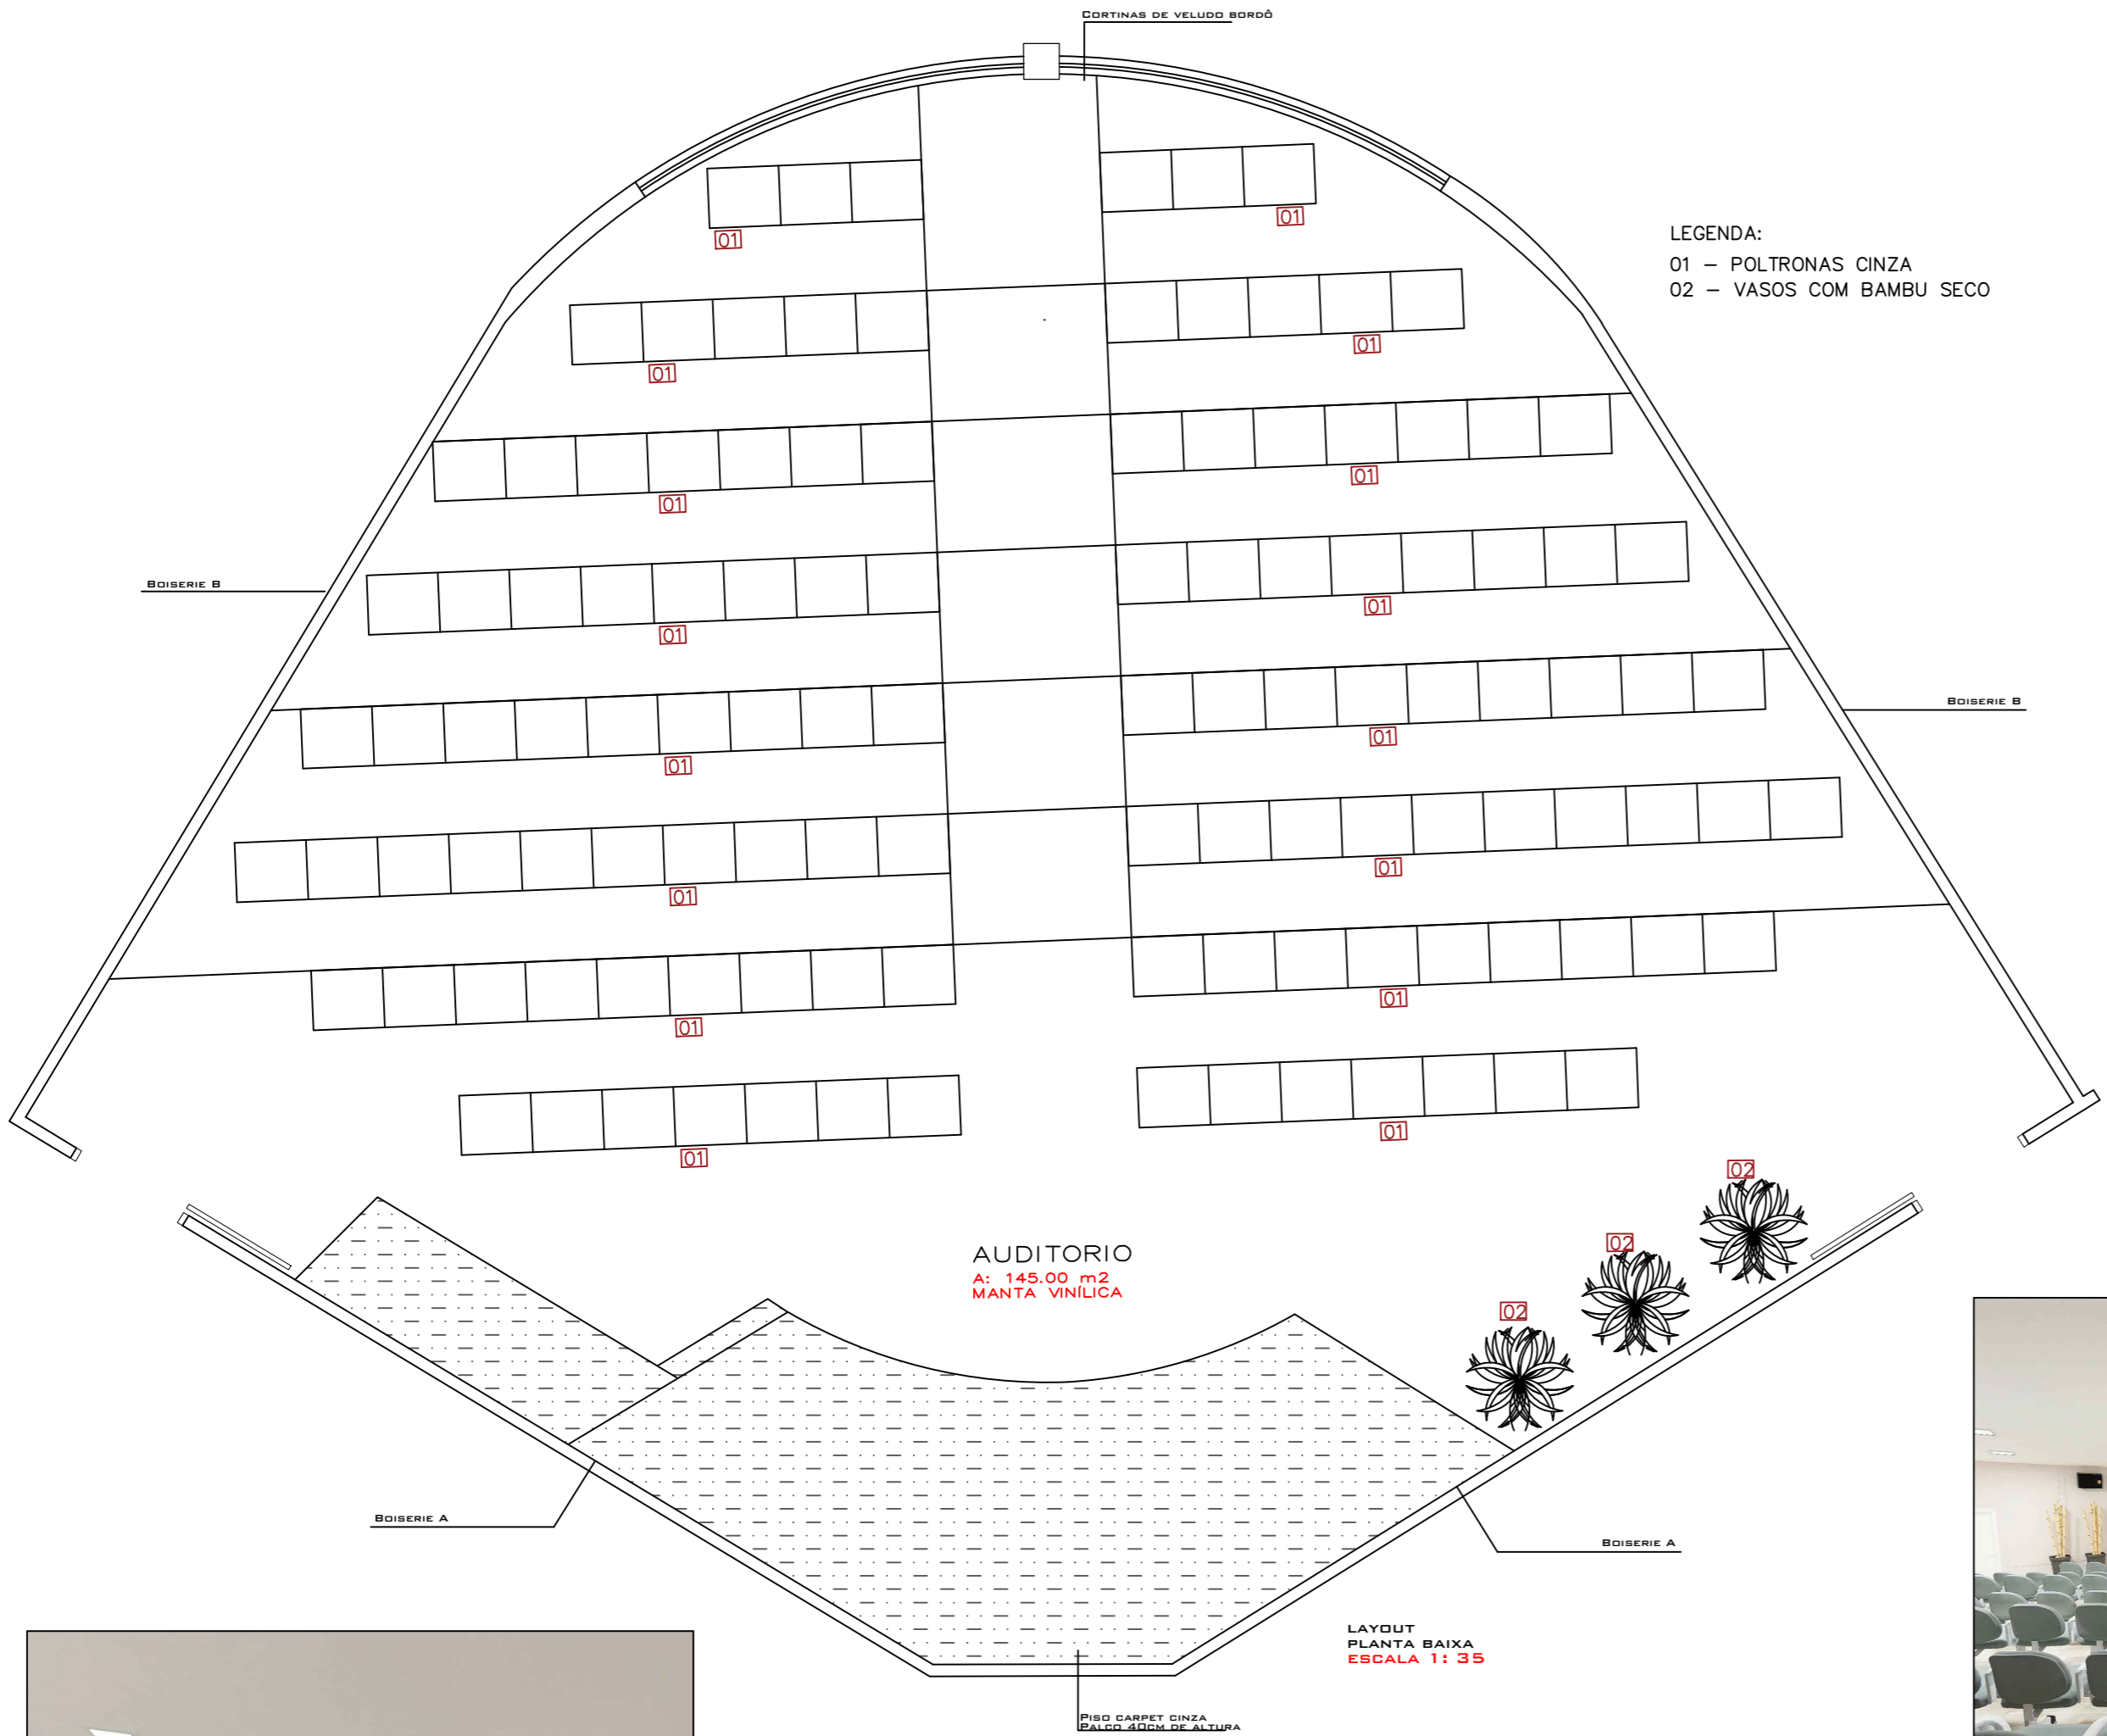 CORTINAS DE VELUDO BORDÔ
LEGENDA:
01 – POLTRONAS CINZA
02 – VASOS COM BAMBU SECO
01
01
01
01
01
01
BOISERIE B
01
01
BOISERIE B
01
01
01
01
01
01
01
01
02
02
02
AUDITORIO
A: 145.00 m2
MANTA VINÍLICA
BOISERIE A
BOISERIE A
LAYOUT
PLANTA BAIXA
ESCALA 1: 35
PISO CARPET CINZA
PALCO 40CM DE ALTURA